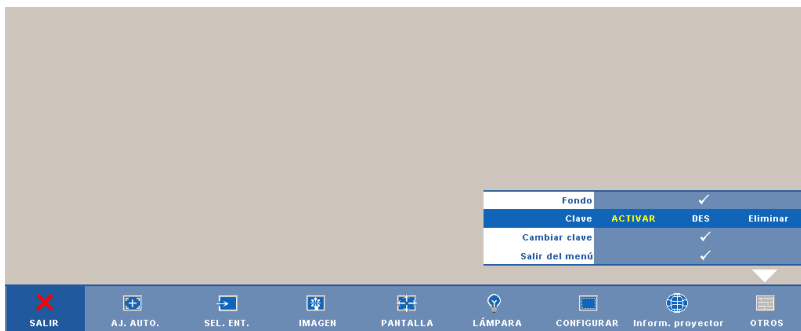 Fondo
Clave ACTIVAR DES Eliminar
Cambiar clave
Salir del menú
SALIR AJ. AUTO. SEL. ENT. IMAGEN PANTALLA LÁMPARA CONFIGURAR Inform. proyector OTROS